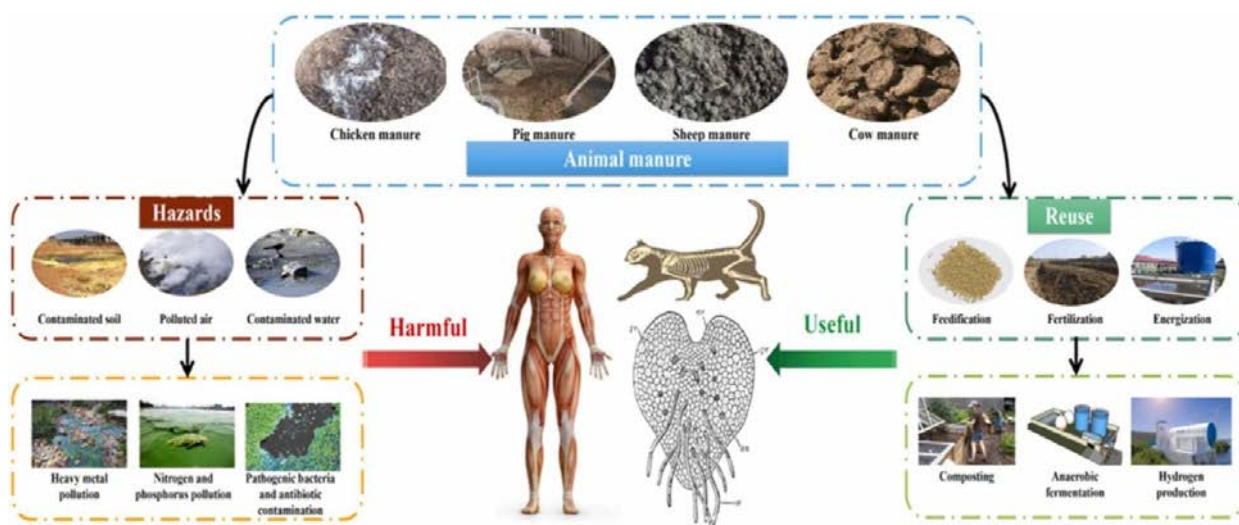 Chicken manure
Pig manure
Sheep manure
Cow manure
Animal manure
Hazards
Contaminated soil
Polluted air
Contaminated water
Heavy metal
pollution
Nitrogen and
phosphorus pollution
Pathogenic bacteria
and antibiotic
contamination
Harmful
Useful
Reuse
Feedification
Fertilization
Energization
Composting
Anaerobic
fermentation
Hydrogen
production